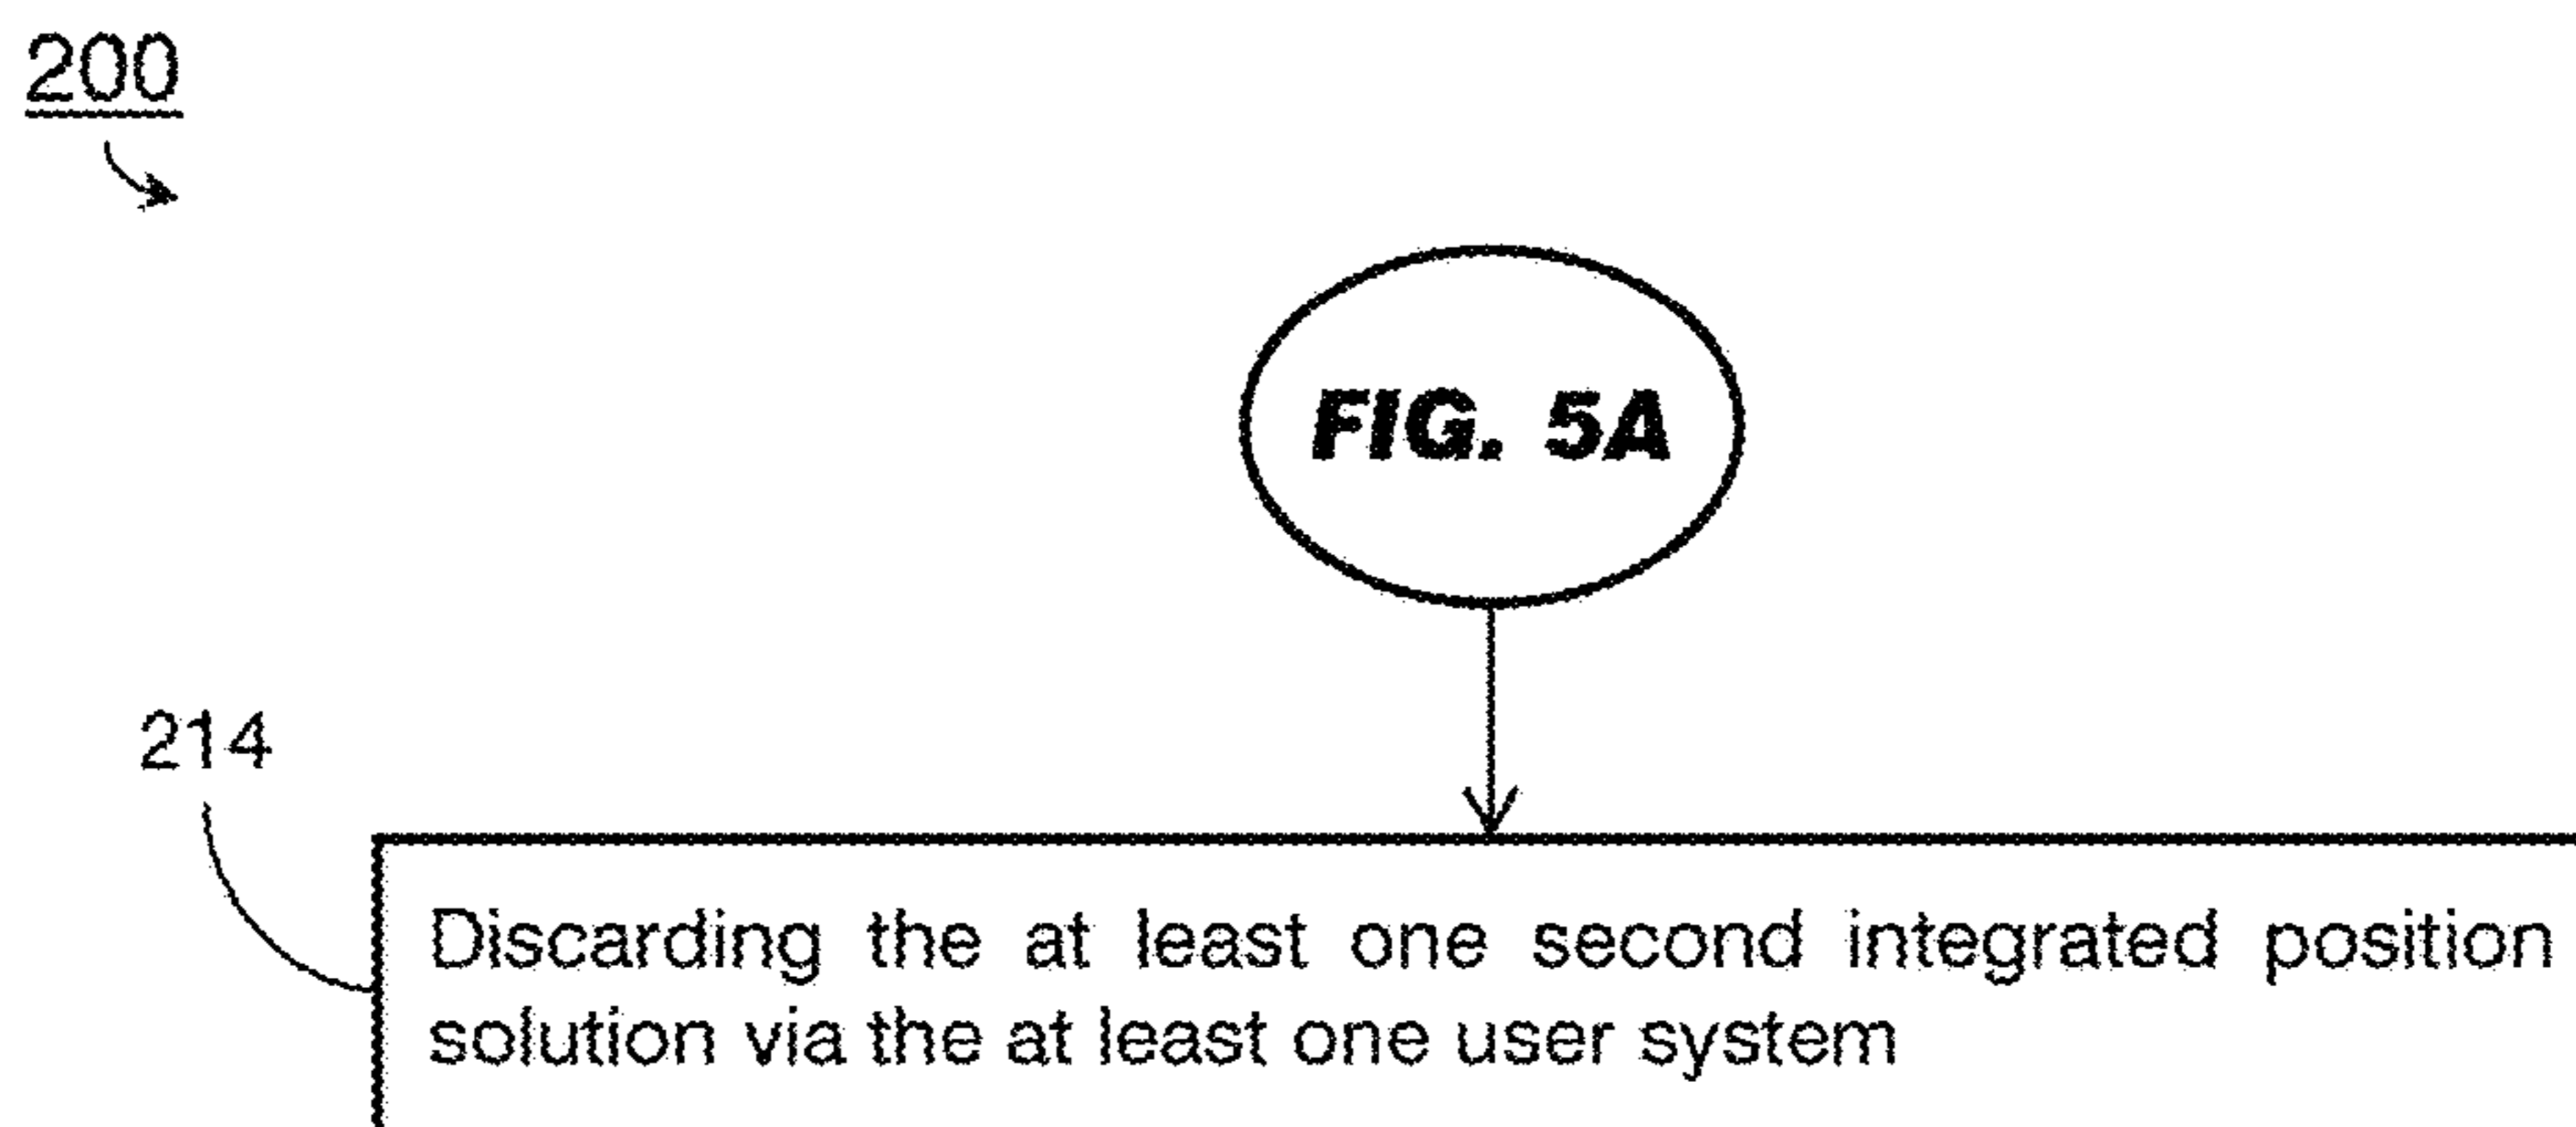 200
FIG. 5A
214
Discarding the at least one second integrated position
solution via the at least one user system